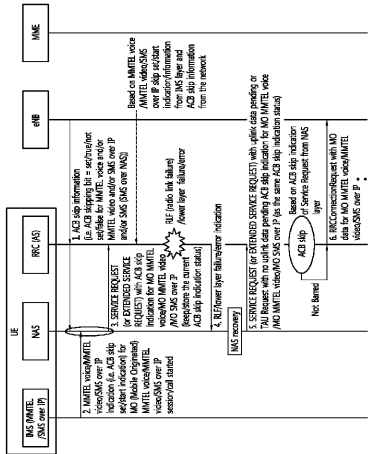 UE
IMS (MMTEL
/SMS over IP)
NAS
RRC (AS)
eNB
MME
1. ACB skip information
(i.e. ACB skipping bit = set/true/not
set/false for MMTEL voice and/or
MMTEL video and/or SMS over IP
and/or SMS (SMS over NAS))
2. MMTEL voice/MMTEL
video/SMS over IP
indication (i.e. ACB skip
set/start indication) for
MO (Mobile Originated)
MMTEL voice/MMTEL
video/SMS over IP
session/call started
3. SERVICE REQUEST
(or EXTENDED SERVICE
REQUEST) with ACB skip
indication for MO MMTEL
voice/MO MMTEL video
/MO SMS over IP
(keep/store the current
ACB skip indication status)
Based on MMTEL voice
/MMTEL video/SMS
over IP skip set/start
indication/information
from IMS layer and
ACB skip information
from the network
RLF (radio link failure)
/lower layer failure/error
4. RLF/lower layer failure/error indication
NAS recovery
5. SERVICE REQUEST (or EXTENDED SERVICE REQUEST) with uplink data pending or
TAU Request with no uplink data pending ACB skip indication for MO MMTEL voice
/MO MMTEL video/MO SMS over IP (as the same ACB skip indication status)
ACB skip
Based on ACB skip indication
of Service Request from NAS
layer
Not Barred
6. RRCConnectionRequest with MO
data for MO MMTEL voice/MMTEL
video/SMS over IP